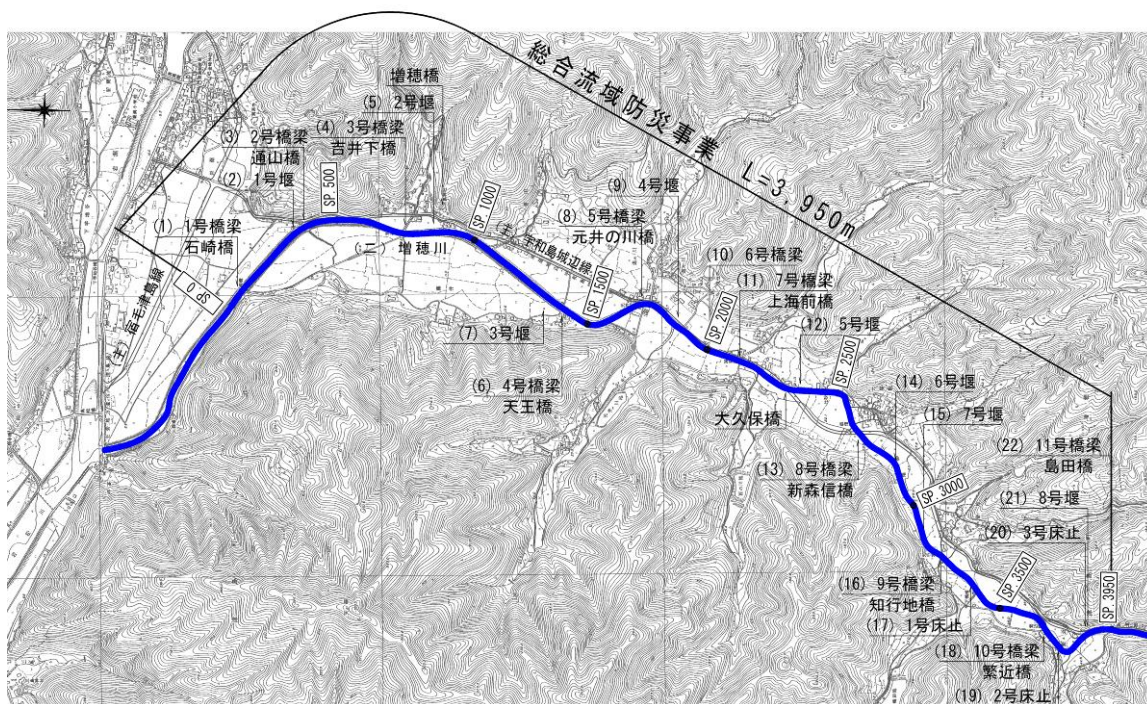 総合流域防災事業 L=3,950m
増穂橋
(5) 2号堰
(4) 3号橋梁
吉井下橋
(3) 2号橋梁
通山橋
(2) 1号堰
SP 500
SP 1000
(1) 1号橋梁
石崎橋
(二) 増穂川
(主) 宇和島城辺線
(9) 4号堰
(8) 5号橋梁
元井の川橋
(10) 6号橋梁
(11) 7号橋梁
上海前橋
SP 0
(主) 宿毛津島線
SP 1500
SP 2000
(12) 5号堰
SP 2500
(7) 3号堰
(6) 4号橋梁
天王橋
大久保橋
(14) 6号堰
(15) 7号堰
(13) 8号橋梁
新森信橋
(22) 11号橋梁
島田橋
SP 3000
(21) 8号堰
(20) 3号床止
(16) 9号橋梁
知行地橋
(17) 1号床止
SP 3500
SP 3950
(18) 10号橋梁
繁近橋
(19) 2号床止